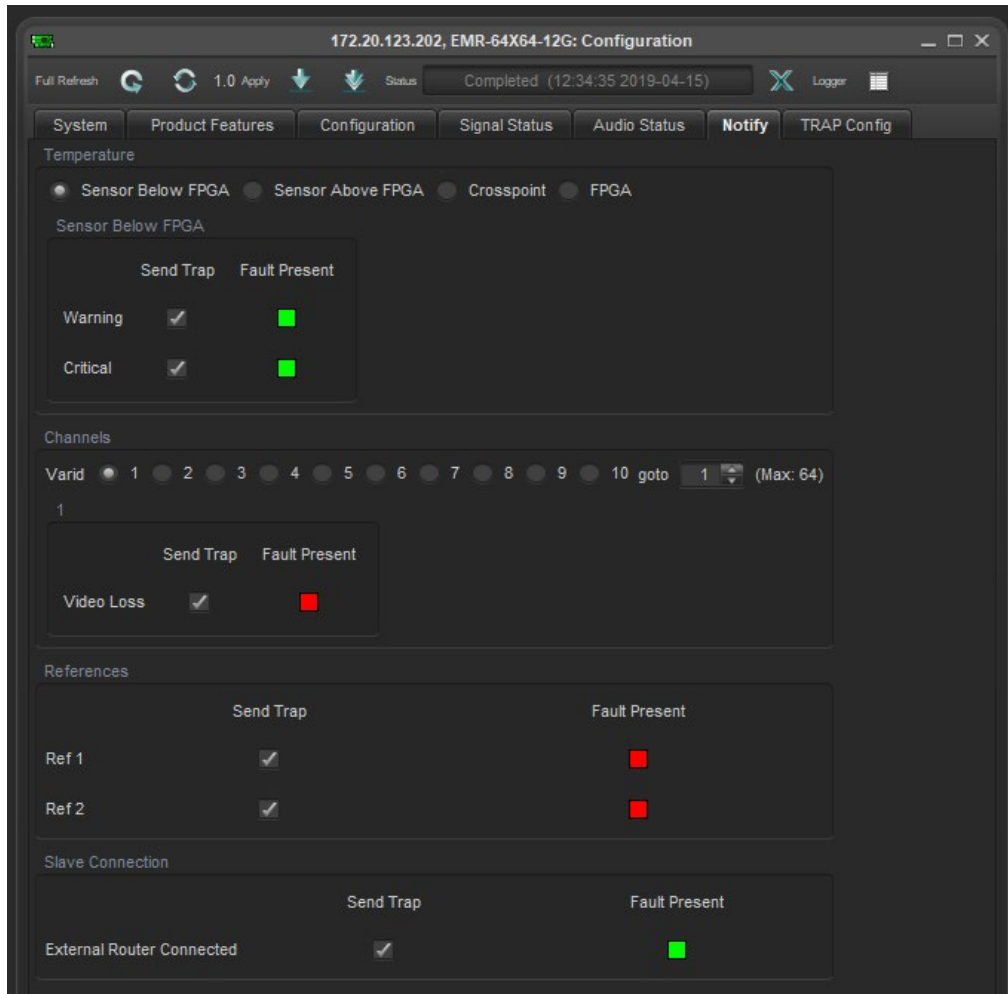 172.20.123.202, EMR-64X64-12G: Configuration
Full Refresh 1.0 Apply Status Completed (12:34:35 2019-04-15) Logger
System Product Features Configuration Signal Status Audio Status Notify TRAP Config
Temperature
Sensor Below FPGA Sensor Above FPGA Crosspoint FPGA
Sensor Below FPGA
Send Trap Fault Present
Warning
Critical
Channels
Varid 1 2 3 4 5 6 7 8 9 10 goto 1 (Max: 64)
1
Send Trap Fault Present
Video Loss
References
Send Trap Fault Present
Ref 1
Ref 2
Slave Connection
Send Trap Fault Present
External Router Connected